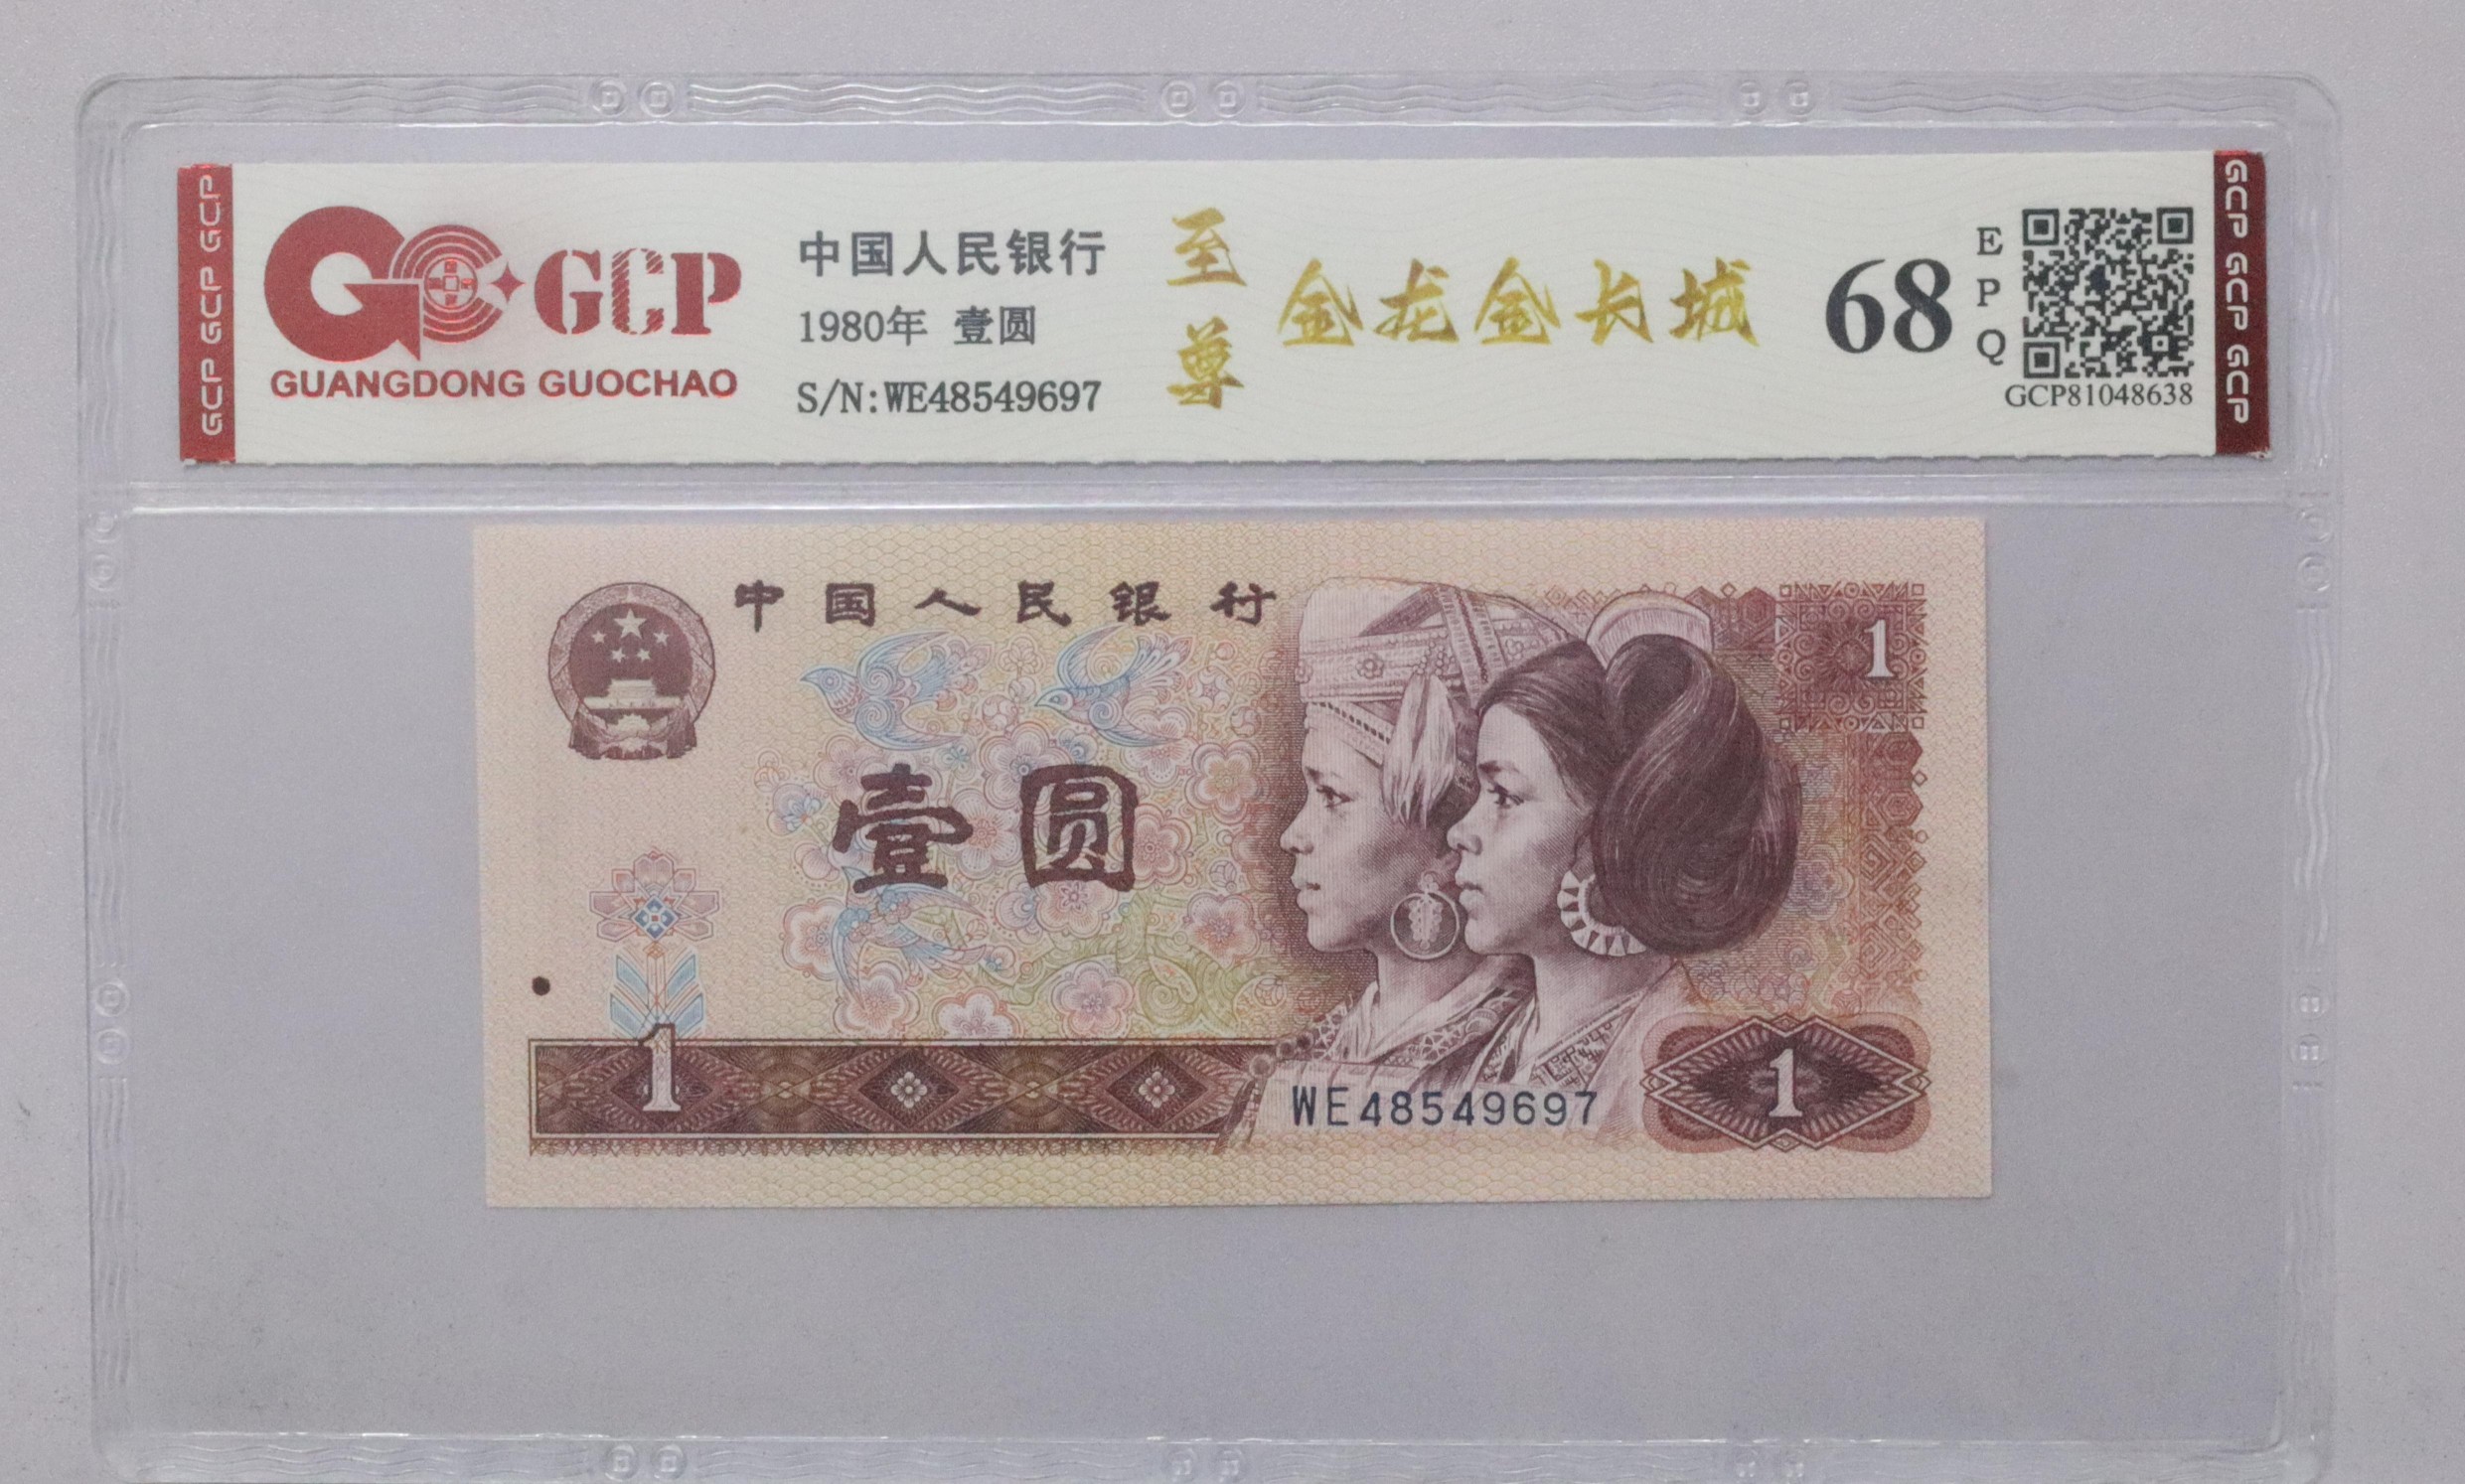 GCP GCP GCP
GCP
GUANGDONG GUOCHAO
中国人民银行
1980年 壹圆
S/N:WE48549697
至尊
金龙金长城
68
EPQ
GCP81048638
GCP GCP GCP
中国人民银行
1
壹圆
1
WE48549697
1